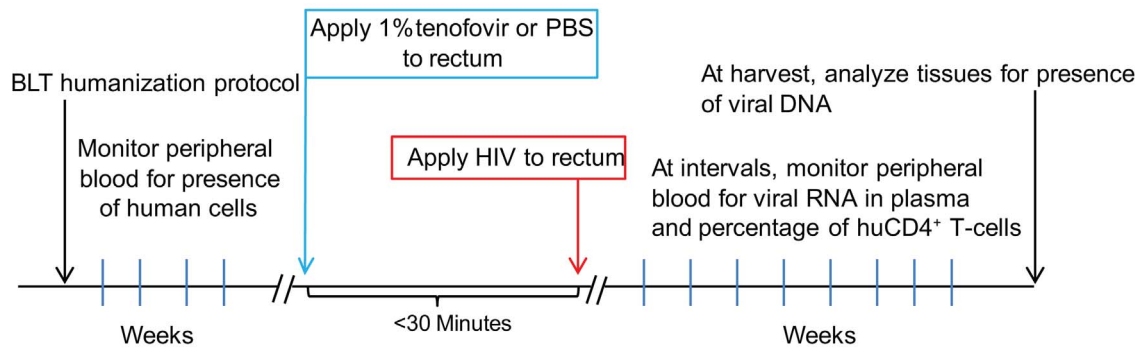 Apply 1% tenofovir or PBS
to rectum
BLT humanization protocol
Monitor peripheral
blood for presence
of human cells
Apply HIV to rectum
At harvest, analyze tissues for presence
of viral DNA
At intervals, monitor peripheral
blood for viral RNA in plasma
and percentage of huCD4⁺ T-cells
Weeks
<30 Minutes
Weeks